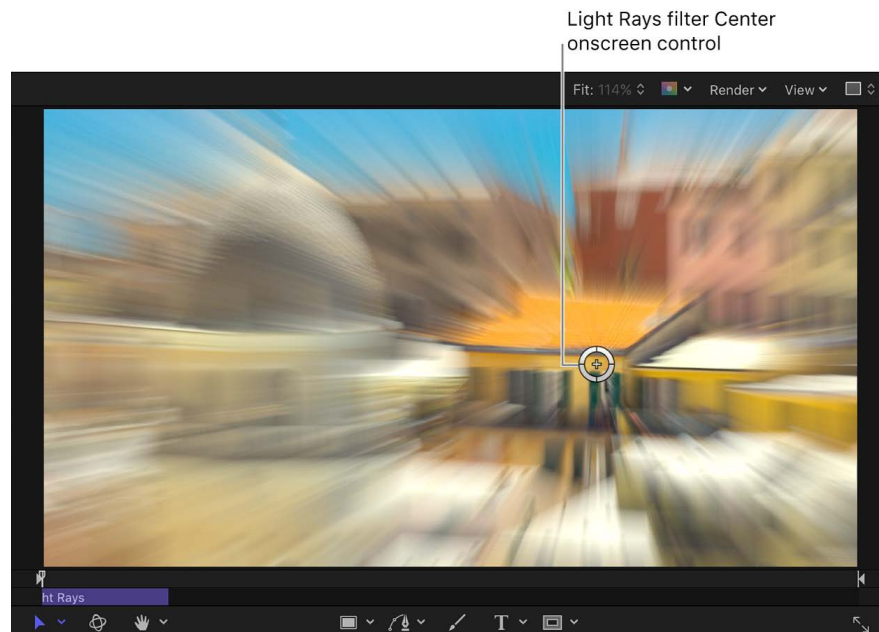 Light Rays filter Center
onscreen control
Fit: 114% Render View
ht Rays
T